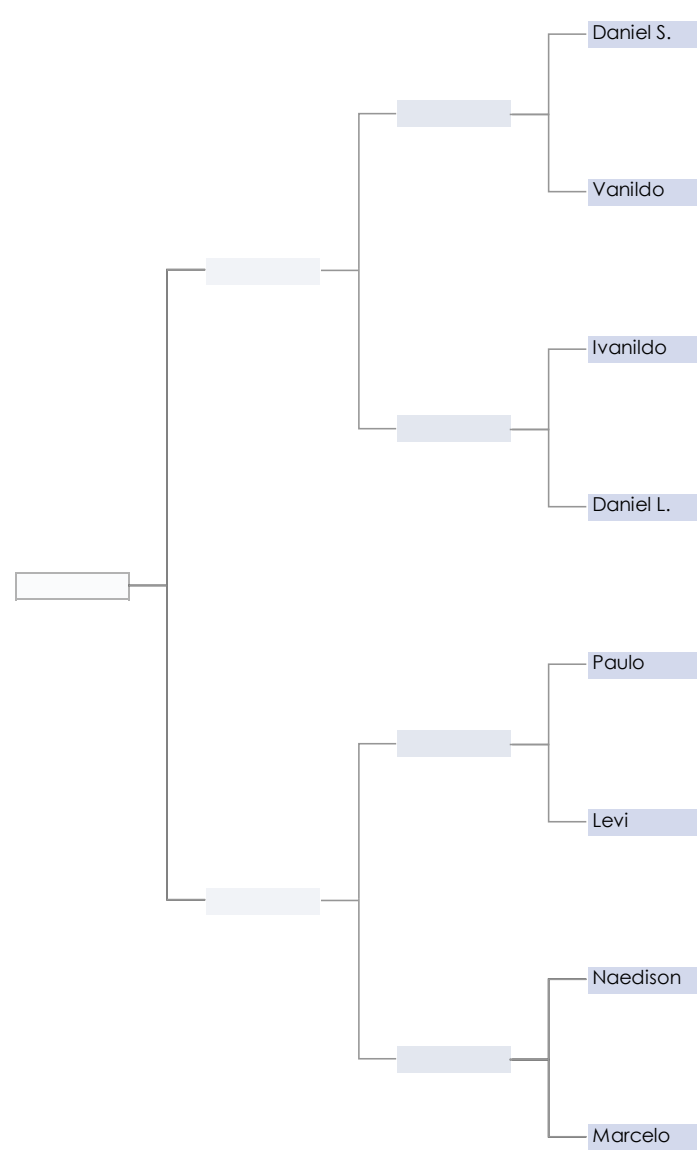 Daniel S.
Vanildo
Ivanildo
Daniel L.
Paulo
Levi
Naedison
Marcelo